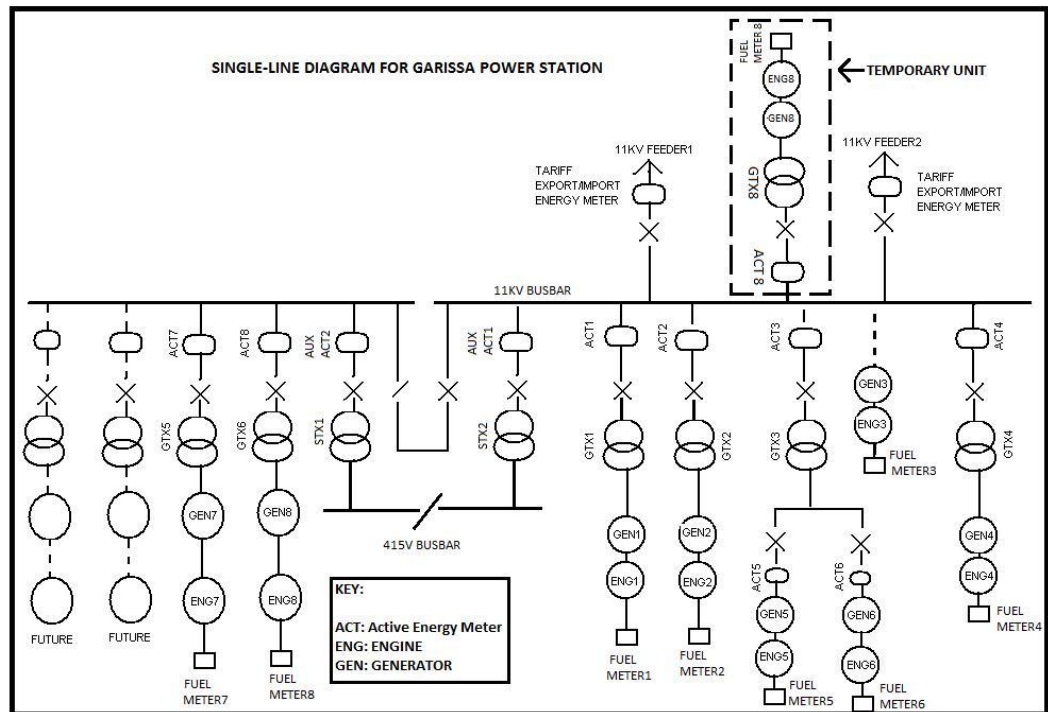 SINGLE-LINE DIAGRAM FOR GARISSA POWER STATION
FUEL
METER 8
ENG8
GEN8
GTX8
ACT 8
TEMPORARY UNIT
11KV FEEDER1
TARIFF
EXPORT/IMPORT
ENERGY METER
11KV FEEDER2
TARIFF
EXPORT/IMPORT
ENERGY METER
11KV BUSBAR
ACT7
ACT8
AUX
ACT2
AUX
ACT1
ACT1
ACT2
ACT3
ACT4
GTX5
GTX6
STX1
STX2
GTX1
GTX2
GTX3
GTX4
GEN3
ENG3
FUEL
METER3
GEN7
GEN8
415V BUSBAR
GEN1
GEN2
GEN4
ENG7
ENG8
ENG1
ENG2
ENG4
ACT5
ACT6
GEN5
GEN6
ENG5
ENG6
FUTURE
FUTURE
FUEL
METER7
FUEL
METER8
FUEL
METER1
FUEL
METER2
FUEL
METER5
FUEL
METER6
FUEL
METER4
KEY:
ACT: Active Energy Meter
ENG: ENGINE
GEN: GENERATOR